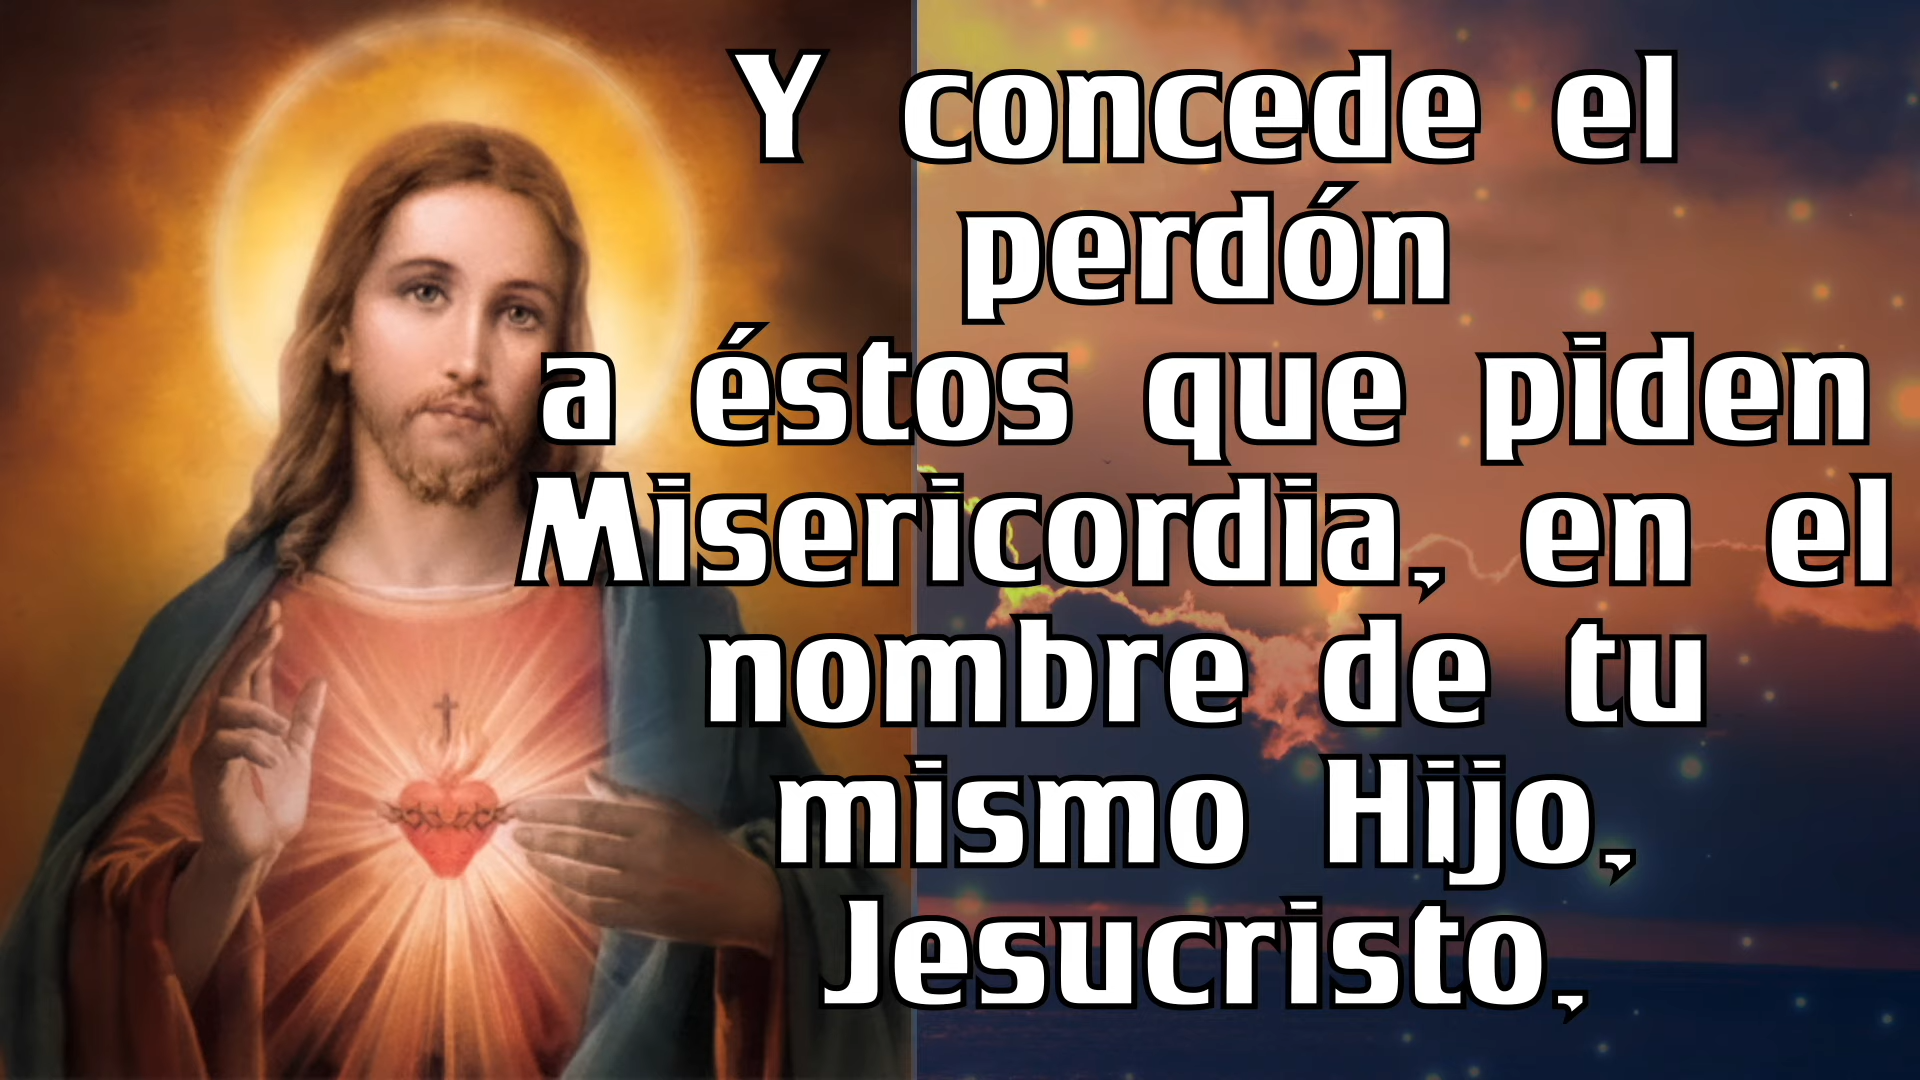 Y concede el
perdón
a éstos que piden
Misericordia, en el
nombre de tu
mismo Hijo,
Jesucristo,